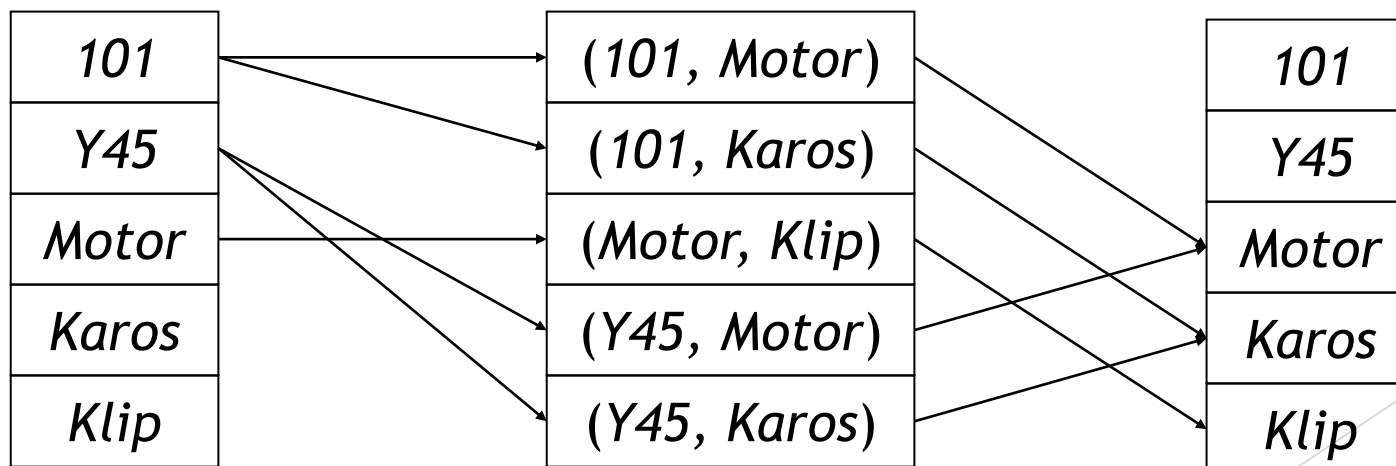 101
Y45
Motor
Karos
Klip
(101, Motor)
(101, Karos)
(Motor, Klip)
(Y45, Motor)
(Y45, Karos)
101
Y45
Motor
Karos
Klip